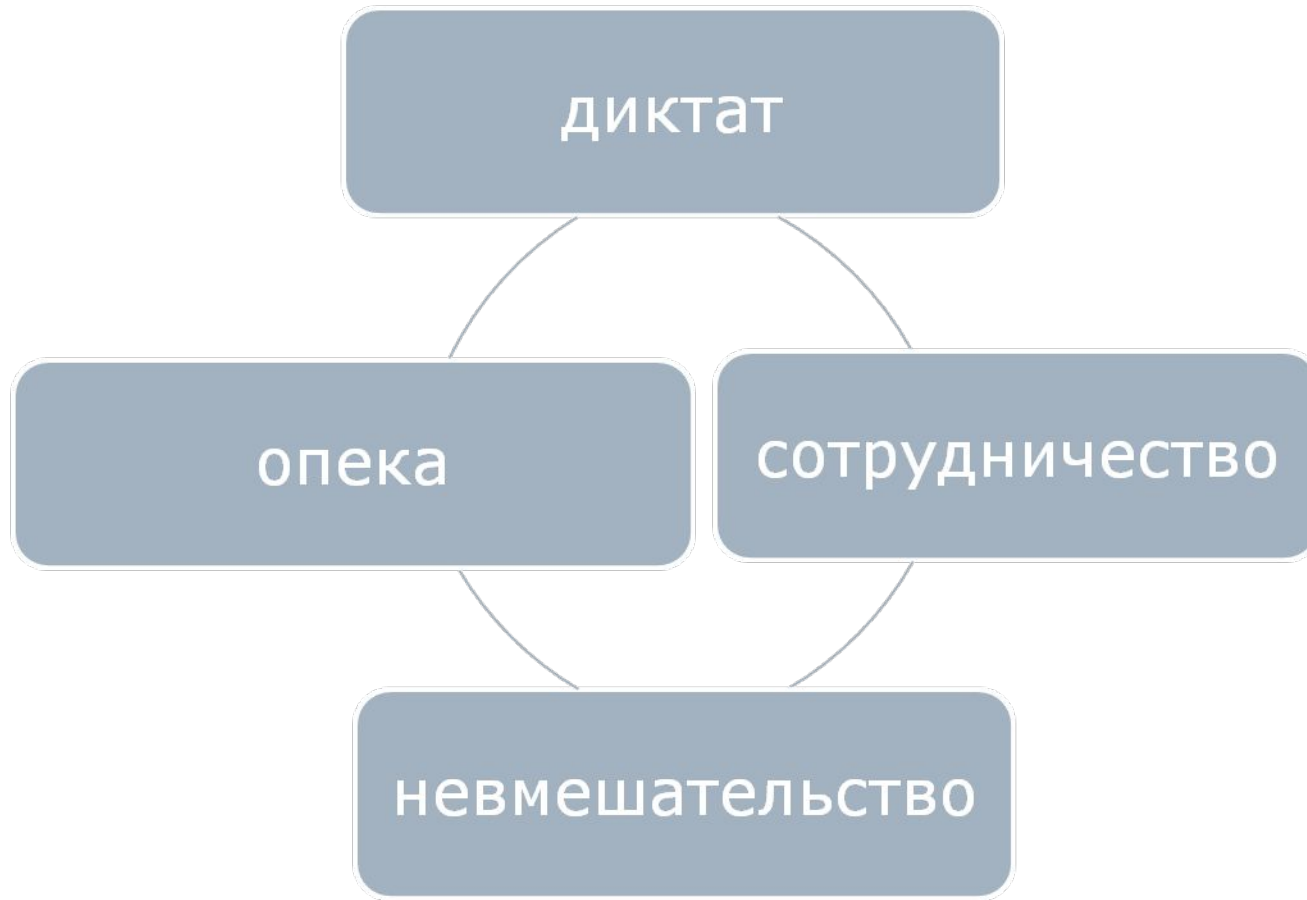 диктат
опека
сотрудничество
невмешательство